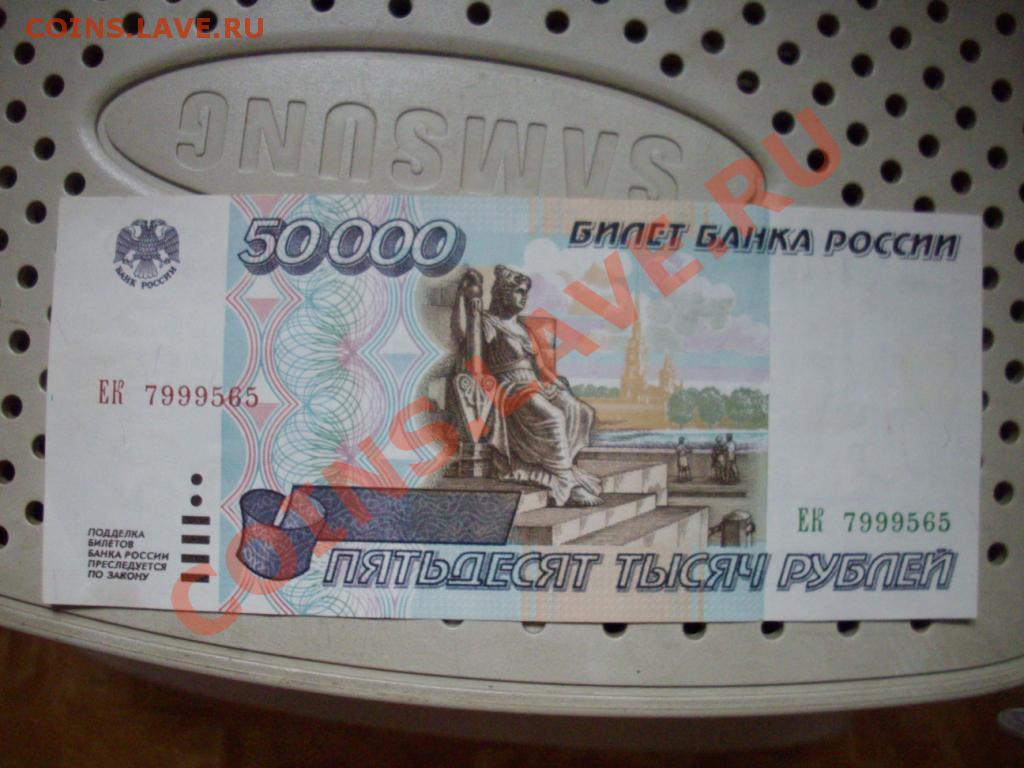 COINS.LAVE.RU
SAMSUNG
50000
БИЛЕТ БАНКА РОССИИ
БАНК РОССИИ
ЕК 7999565
ЕК 7999565
ПОДДЕЛКА
БИЛЕТОВ
БАНКА РОССИИ
ПРЕСЛЕДУЕТСЯ
ПО ЗАКОНУ
ПЯТЬДЕСЯТ ТЫСЯЧ РУБЛЕЙ
COINS.LAVE.RU